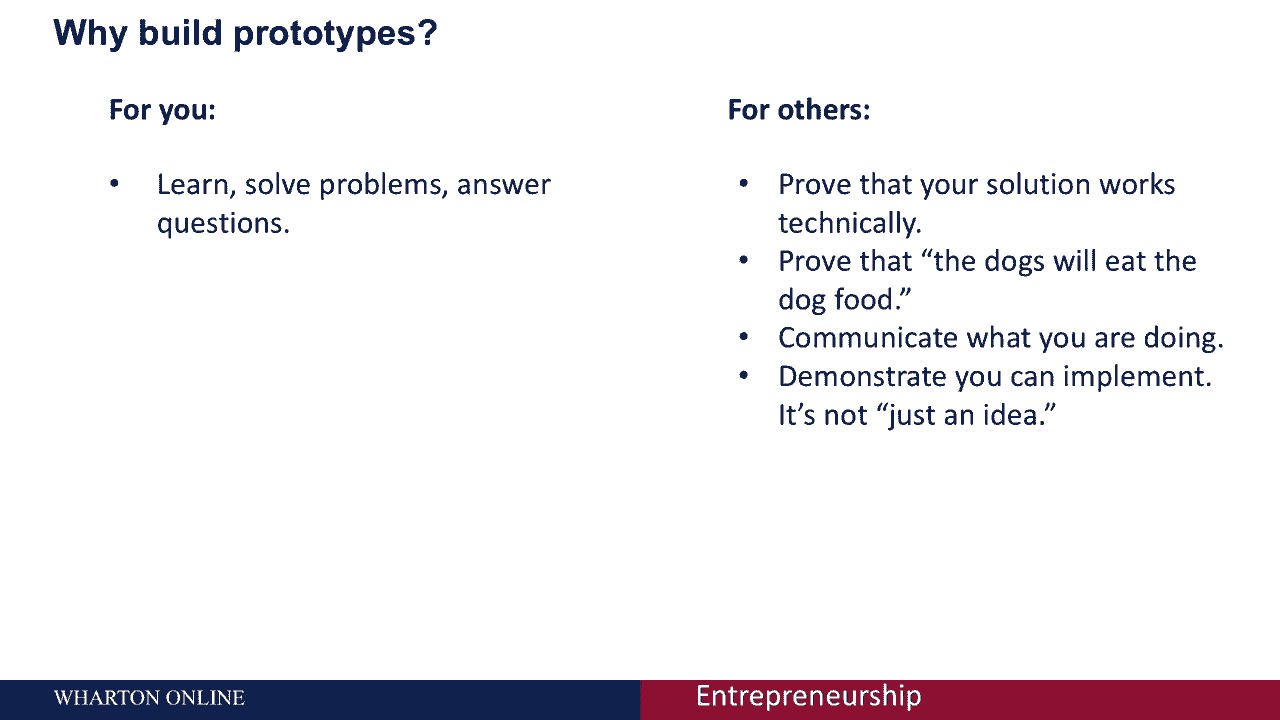 Why build prototypes?
For you:
• Learn, solve problems, answer
questions.
For others:
• Prove that your solution works
technically.
• Prove that “the dogs will eat the
dog food.”
• Communicate what you are doing.
• Demonstrate you can implement.
It’s not “just an idea.”
WHARTON ONLINE
Entrepreneurship